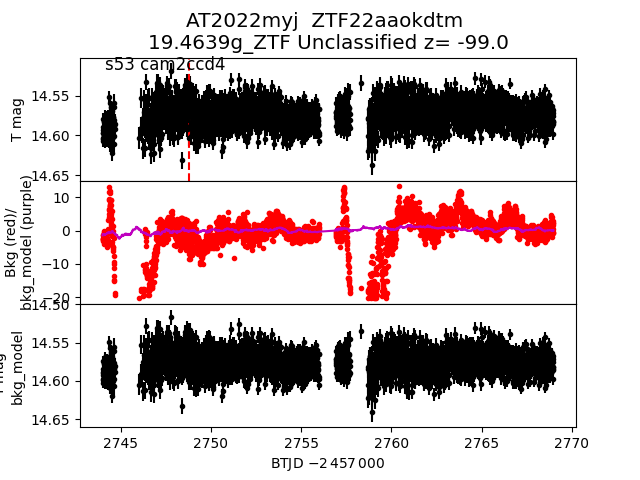 AT2022myj  ZTF22aaokdtm
19.4639g_ZTF Unclassified z= -99.0
s53 cam2ccd4
T mag
14.55
14.60
14.65
Bkg (red)/
bkg_model (purple)
10
0
−10
−20
bkg_model
14.50
14.55
14.60
14.65
2745
2750
2755
2760
2765
2770
BTJD −2 457 000